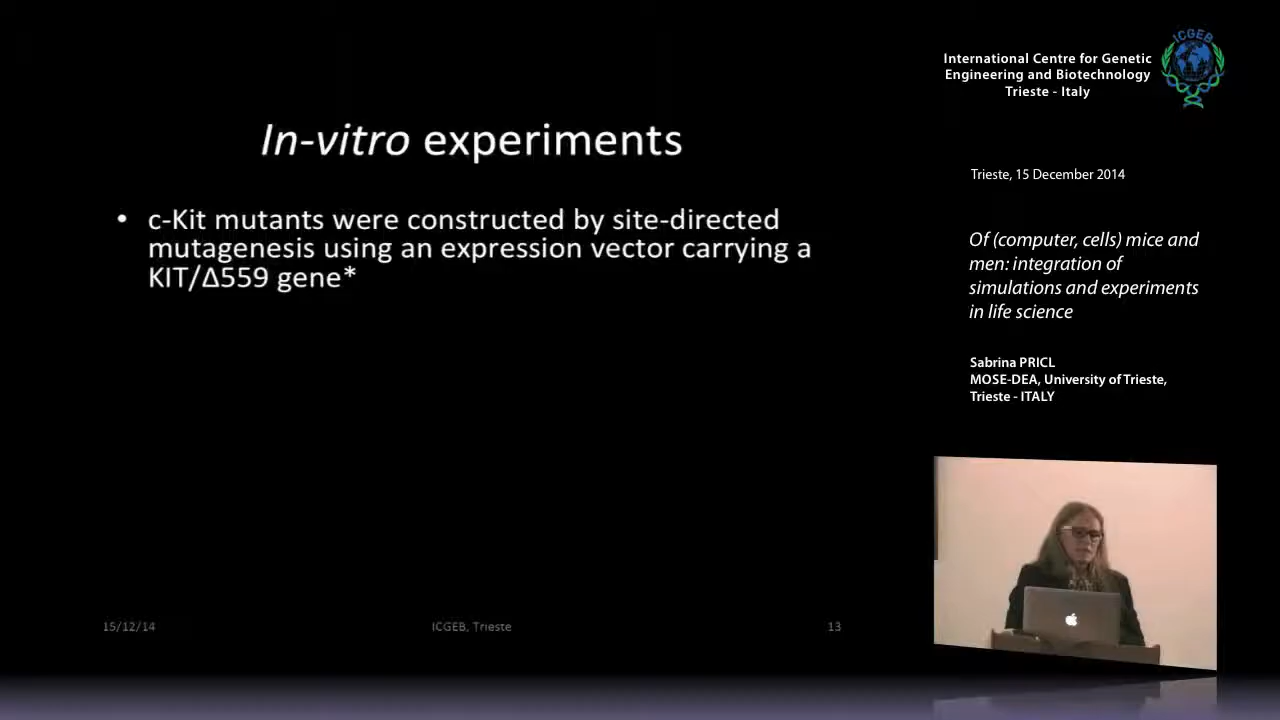 In-vitro experiments
• c-Kit mutants were constructed by site-directed
mutagenesis using an expression vector carrying a
KIT/Δ559 gene*
15/12/14
ICGEB, Trieste
13
International Centre for Genetic
Engineering and Biotechnology
Trieste - Italy
ICGEB
Trieste, 15 December 2014
Of (computer, cells) mice and
men: integration of
simulations and experiments
in life science
Sabrina PRICL
MOSE-DEA, University of Trieste,
Trieste - ITALY